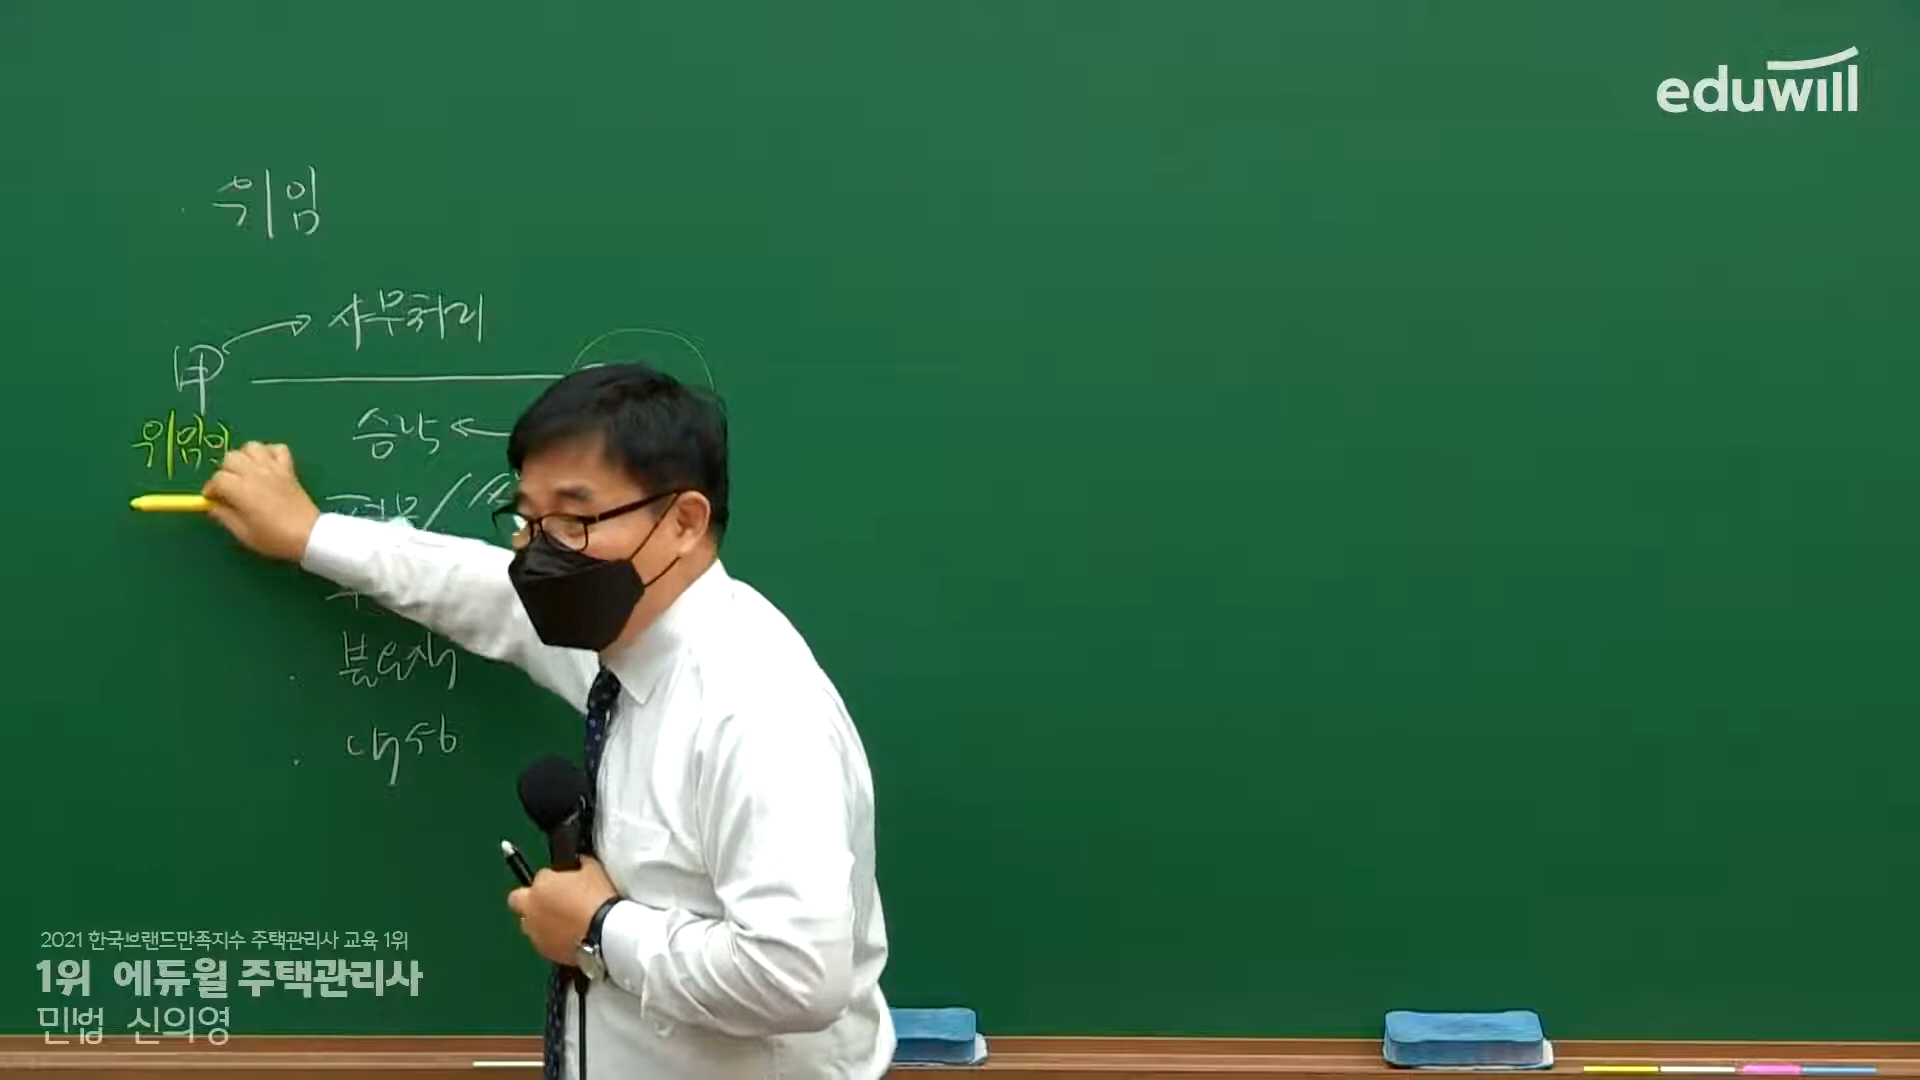 eduwill
위임
사무처리
甲
승낙
위임인
불요식
낙성
2021 한국브랜드만족지수 주택관리사 교육 1위
1위 에듀윌 주택관리사
민법 신의영